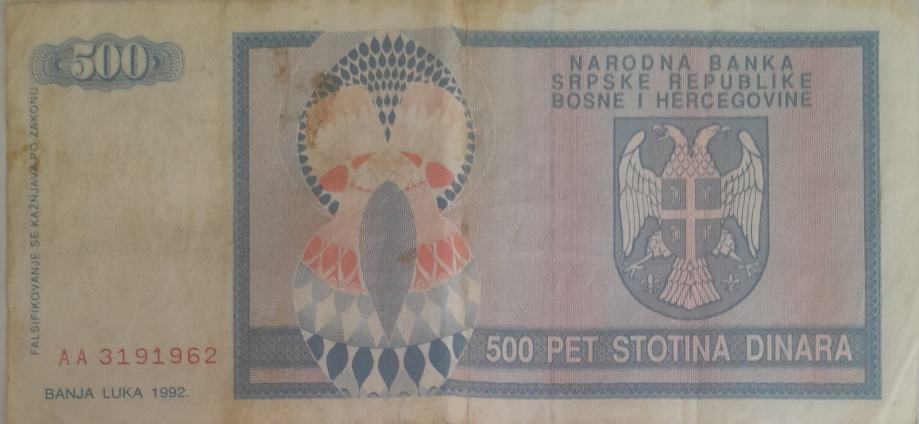 500
NARODNA BANKA
SRPSKE REPUBLIKE
BOSNE I HERCEGOVINE
FALSIFIKOVANJE SE KAŽNJAVA PO ZAKONU
AA 3191962
BANJA LUKA 1992.
500 PET STOTINA DINARA